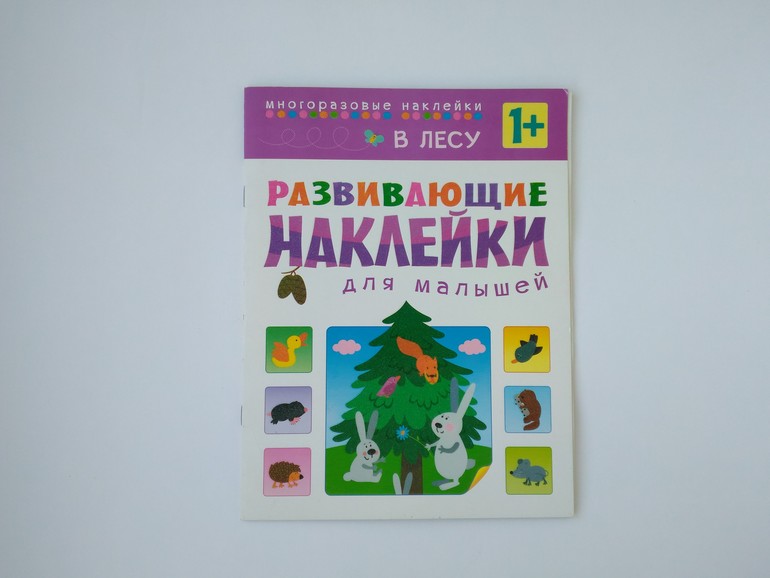 многоразовые наклейки
В ЛЕСУ
1+
РАЗВИВАЮЩИЕ
НАКЛЕЙКИ
для малышей